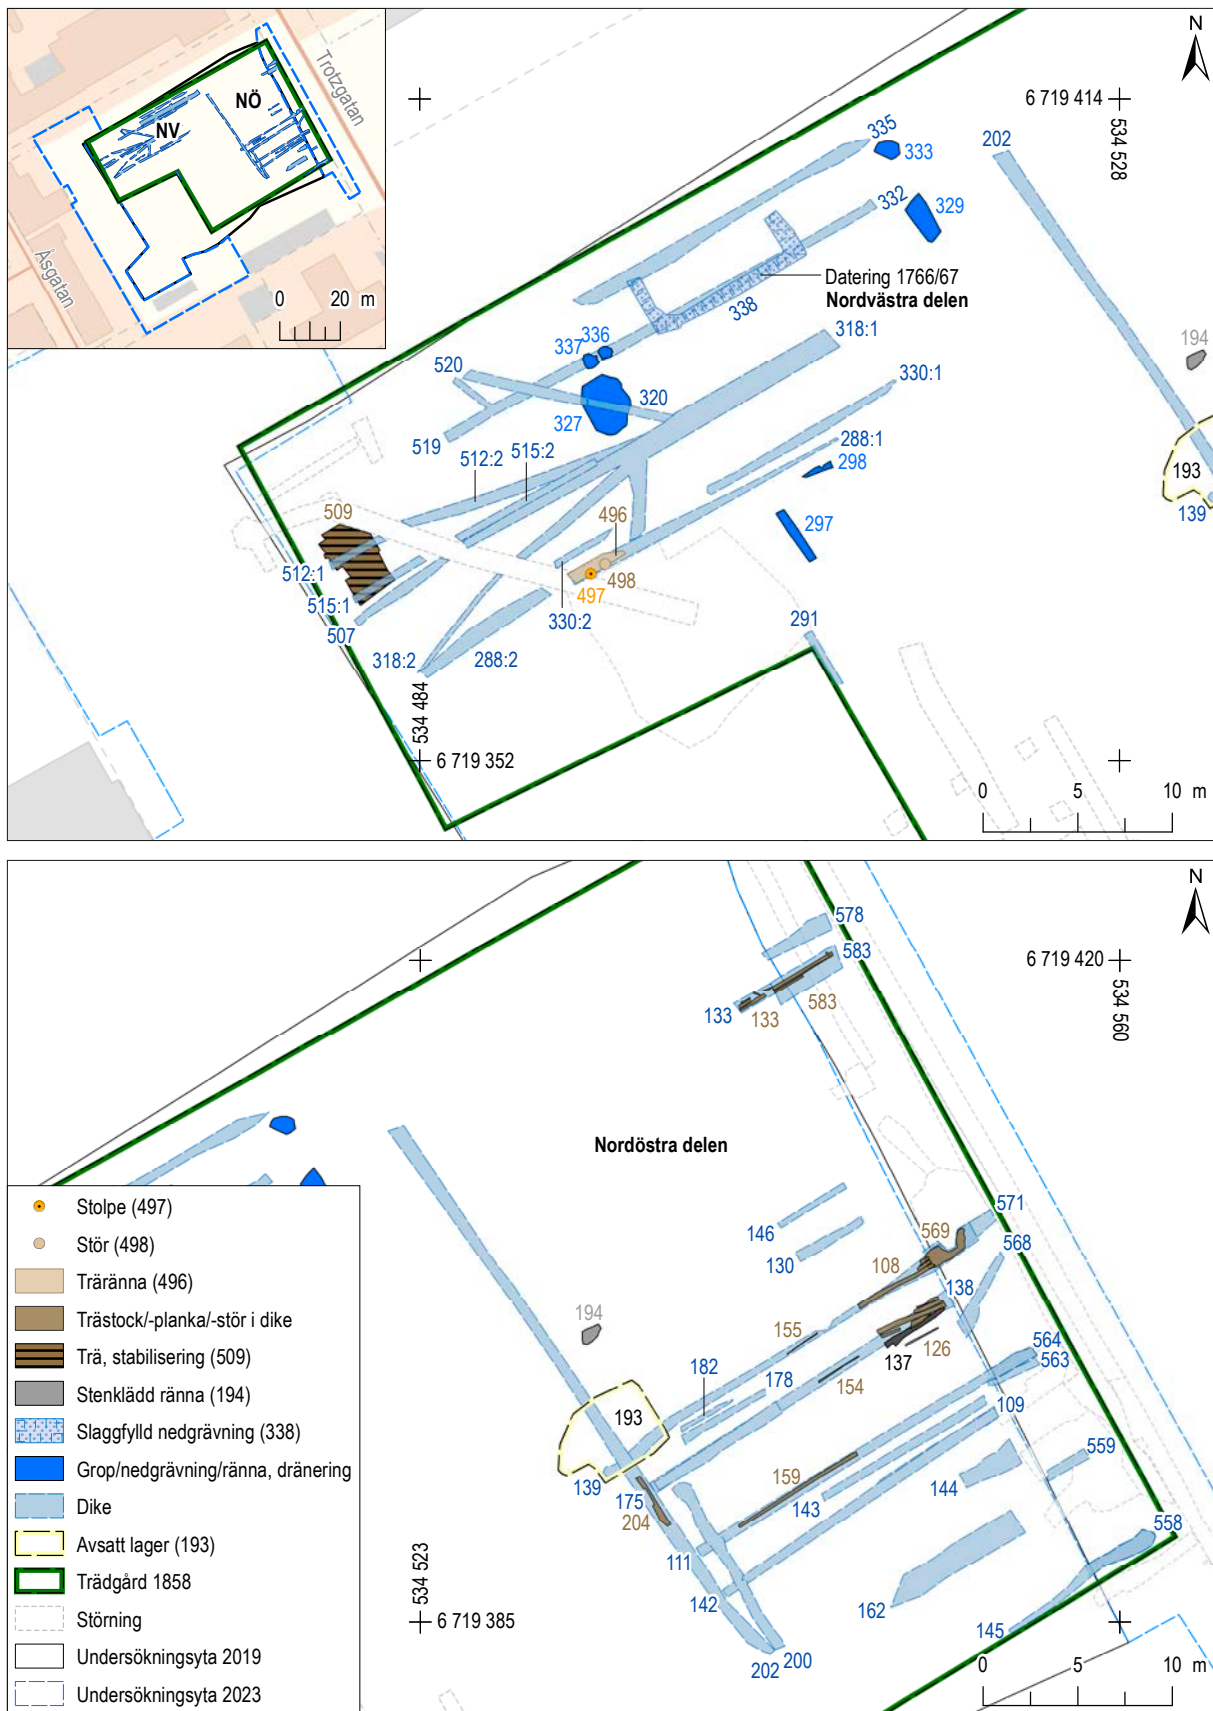 Trotzgatan
NÖ
NV
Åsgatan
0 20 m
N
6 719 414
534 528
335
333
202
332
329
Datering 1766/67
Nordvästra delen
338
318:1
336
337
194
330:1
520
320
327
288:1
519
515:2
512:2
298
193
509
496
297
139
512:1
498
497
515:1
507
330:2
291
318:2
288:2
534 484
6 719 352
0 5 10 m
N
578
583
6 719 420
534 560
133
133
583
Nordöstra delen
571
569
568
146
130
108
138
194
155
126
137
564
563
182
178
154
109
193
559
159
139
175
143
144
204
558
111
534 523
142
162
6 719 385
145
200
202
0 5 10 m
Stolpe (497)
Stör (498)
Träränna (496)
Trästock/-planka/-stör i dike
Trä, stabilisering (509)
Stenklädd ränna (194)
Slaggfylld nedgrävning (338)
Grop/nedgrävning/ränna, dränering
Dike
Avsatt lager (193)
Trädgård 1858
Störning
Undersökningsyta 2019
Undersökningsyta 2023